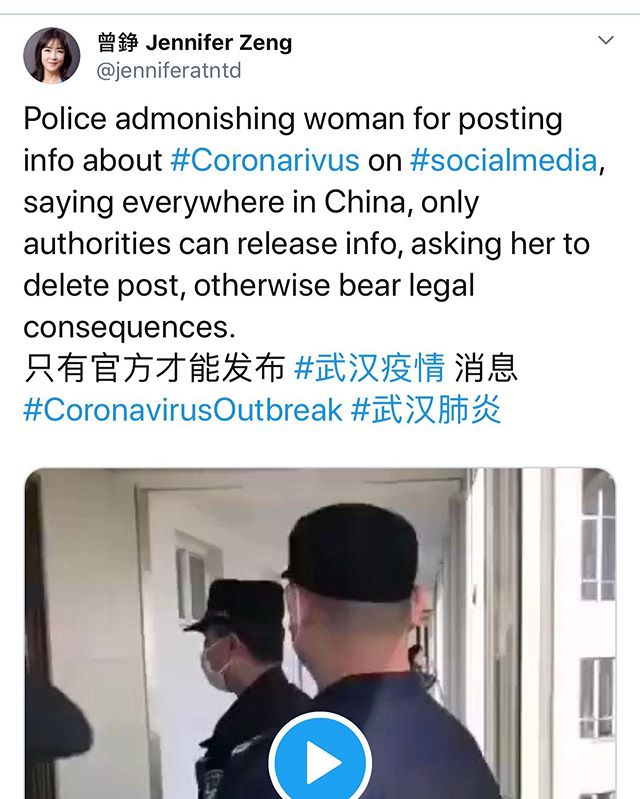 曾錚 Jennifer Zeng
@jenniferatntd
Police admonishing woman for posting
info about #Coronarivus on #socialmedia,
saying everywhere in China, only
authorities can release info, asking her to
delete post, otherwise bear legal
consequences.
只有官方才能发布 #武汉疫情 消息
#CoronavirusOutbreak #武汉肺炎